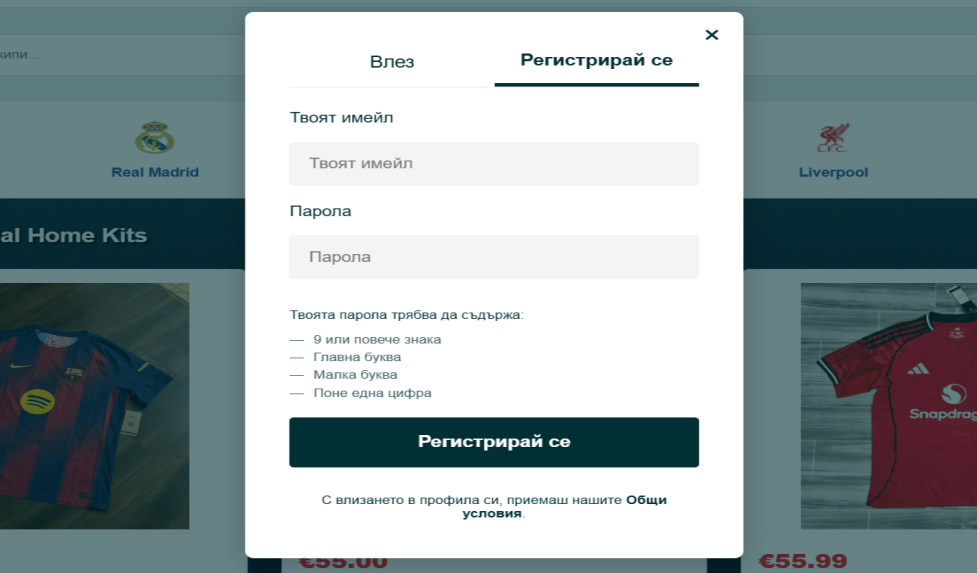 Влез
Регистрирай се
Твоят имейл
Твоят имейл
Парола
Парола
Твоята парола трябва да съдържа:
— 9 или повече знака
— Главна буква
— Малка буква
— Поне една цифра
Регистрирай се
С влизането в профила си, приемаш нашите Общи
условия.
Real Madrid
L.F.C.
Liverpool
al Home Kits
Snapdrag
€55.00
€55.99